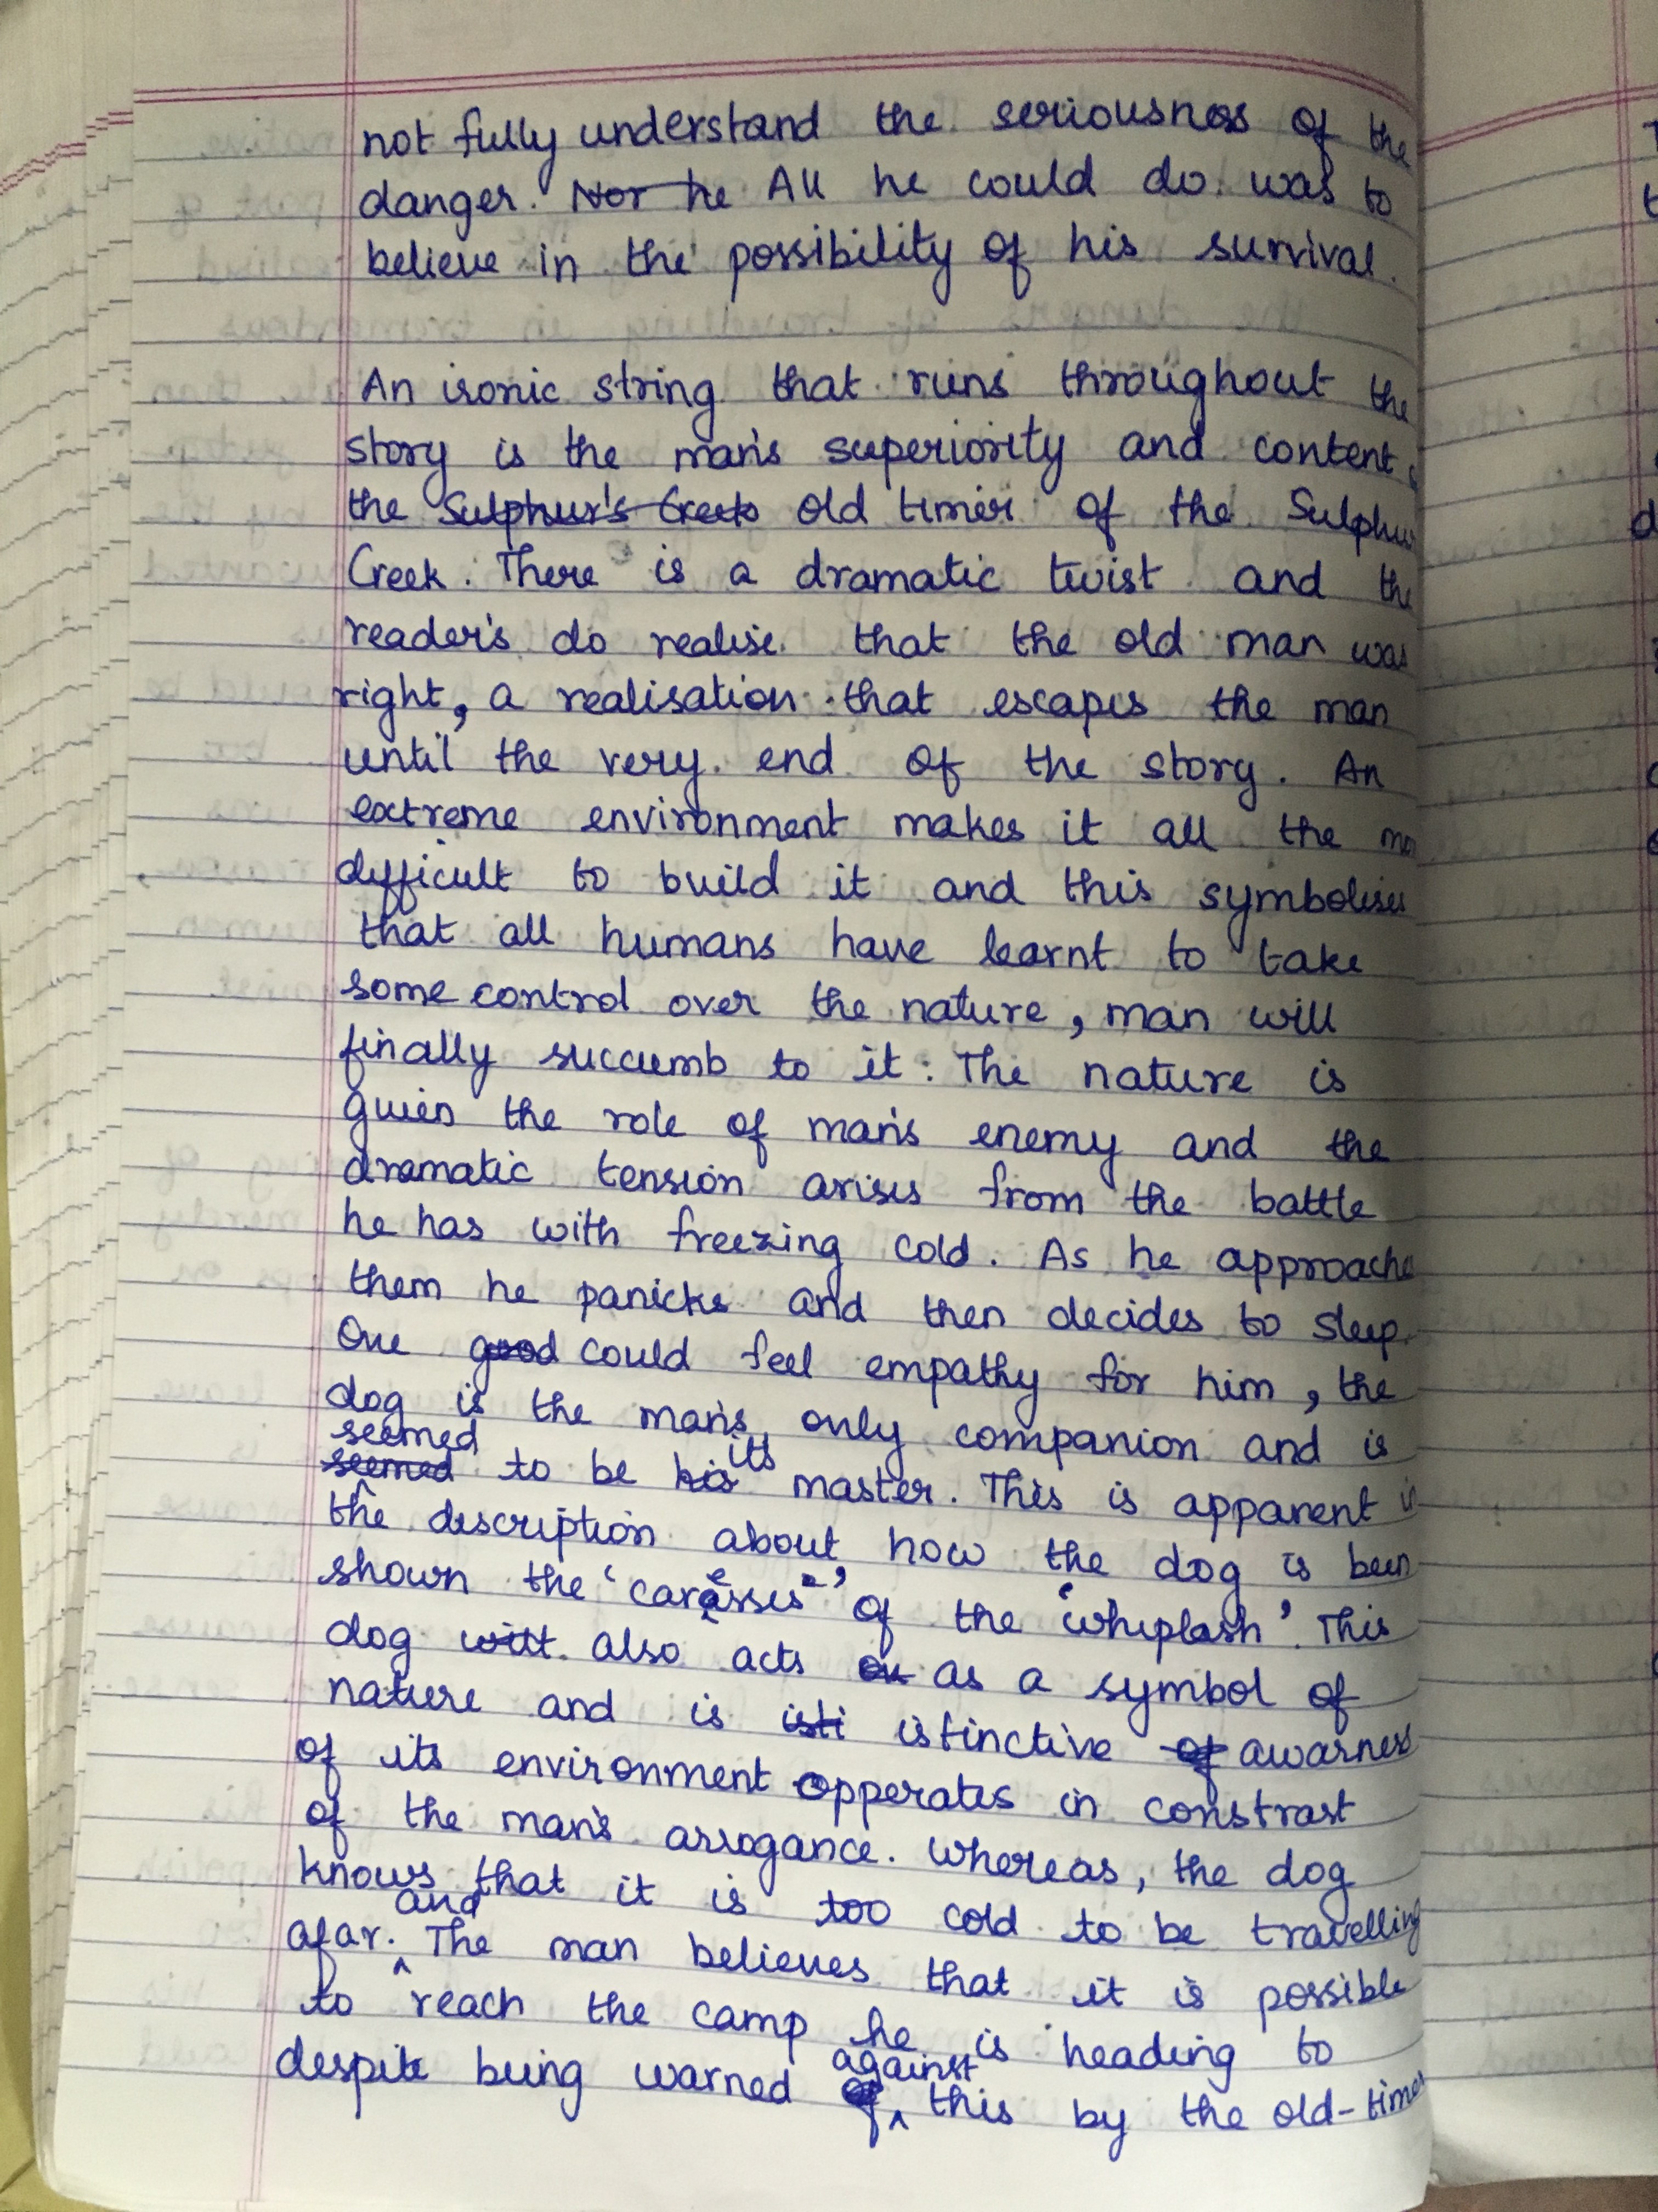 not fully understand the seriousness of the
danger. Nor he All he could do was to
believe in the possibility of his survival.
An ironic string that runs throughout the
story is the man's superiority and content
the Sulphur's Creek old timer of the Sulphu
Creek. There is a dramatic twist and the
reader's do realise that the old man was
right, a realisation that escapes the man
until the very end of the story. An
extreme environment makes it all the mo
difficult to build it and this symbolises
that all humans have learnt to take
some control over the nature, man will
finally succumb to it. The nature is
given the role of man's enemy and the
dramatic tension arises from the battle
he has with freezing cold. As he approache
them he panicks and then decides to sleep.
One good could feel empathy for him, the
dog is the man's only companion and is
seemed
seemed to be his its master. This is apparent i
the description about how the dog is been
shown the 'caresses' of the 'whiplash'. This
dog will also acts as a symbol of
nature and is isti istinctive of awarness
of its environment opperates in constrast
of the man's arrogance. Whereas, the dog
knows that it is too cold to be travelling
afar. and The man believes that it is possible
to reach the camp he is heading to
despite being warned of against this by the old-timer